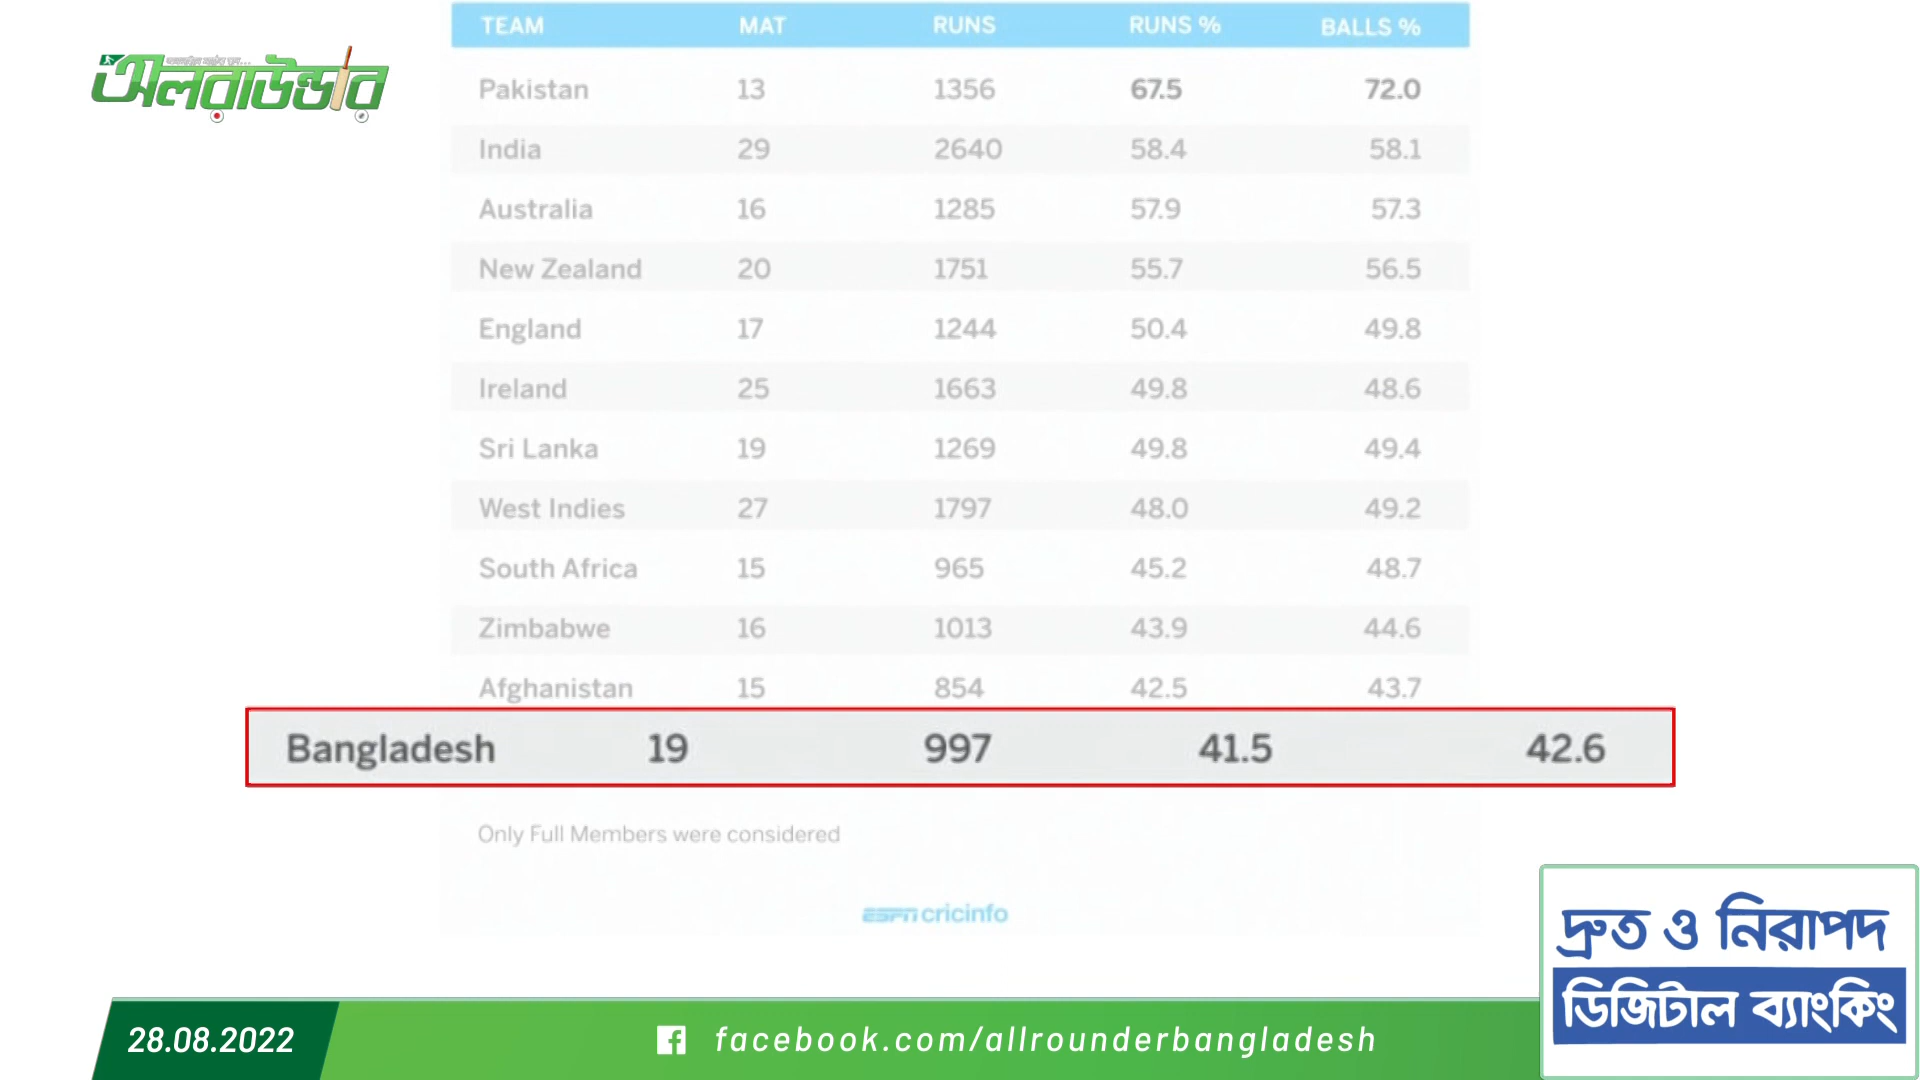 অলরাউন্ডার
TEAM MAT RUNS RUNS % BALLS %
Pakistan 13 1356 67.5 72.0
India 29 2640 58.4 58.1
Australia 16 1285 57.9 57.3
New Zealand 20 1751 55.7 56.5
England 17 1244 50.4 49.8
Ireland 25 1663 49.8 48.6
Sri Lanka 19 1269 49.8 49.4
West Indies 27 1797 48.0 49.2
South Africa 15 965 45.2 48.7
Zimbabwe 16 1013 43.9 44.6
Afghanistan 15 854 42.5 43.7
Bangladesh 19 997 41.5 42.6
Only Full Members were considered
ESPN cricinfo
দ্রুত ও নিরাপদ
ডিজিটাল ব্যাংকিং
28.08.2022 facebook.com/allrounderbangladesh